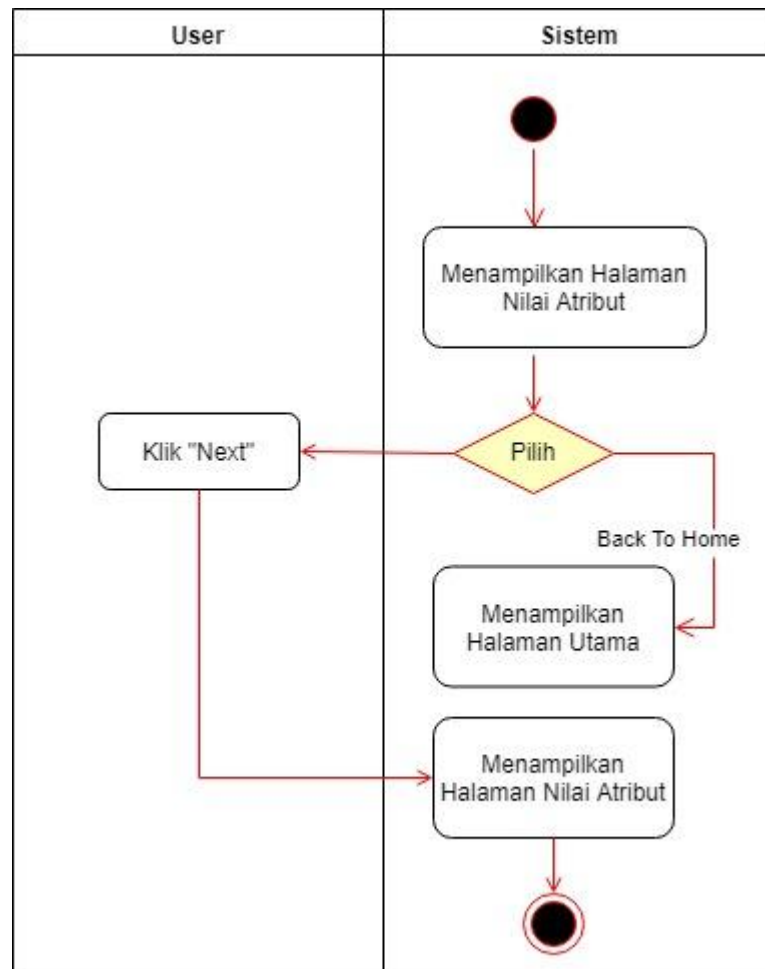 User
Sistem
Menampilkan Halaman
Nilai Atribut
Klik "Next"
Pilih
Back To Home
Menampilkan
Halaman Utama
Menampilkan
Halaman Nilai Atribut